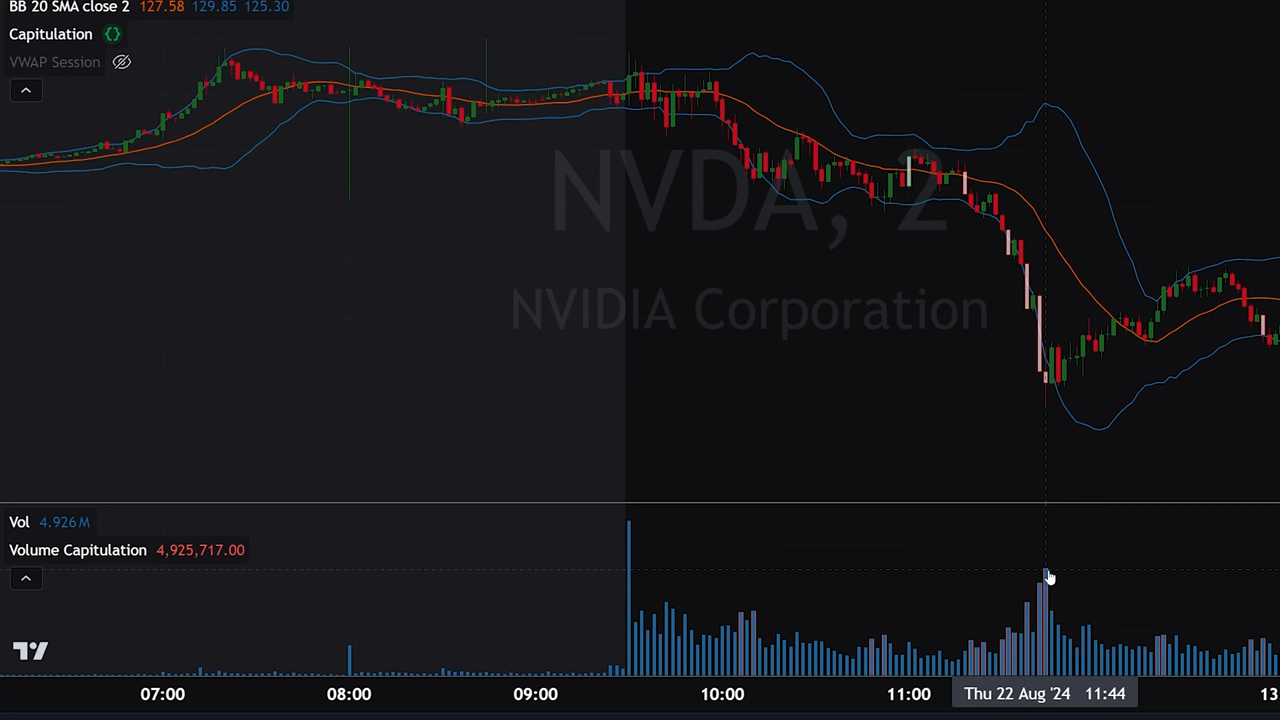 BB 20 SMA close 2 127.58 129.85 125.30
Capitulation {}
VWAP Session
NVDA, 2
NVIDIA Corporation
Vol 4.926M
Volume Capitulation 4,925,717.00
07:00 08:00 09:00 10:00 11:00 Thu 22 Aug '24 11:44 13